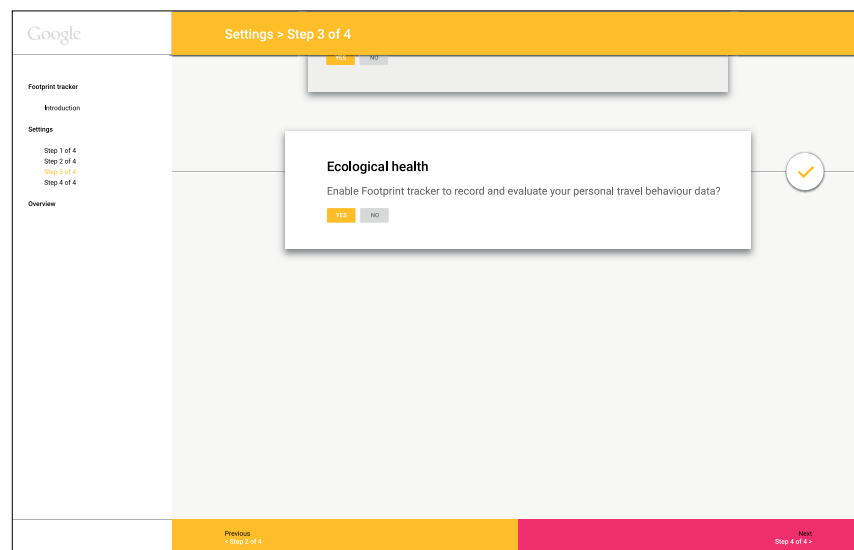 Google
Settings > Step 3 of 4
YES NO
Footprint tracker
Introduction
Settings
Step 1 of 4
Step 2 of 4
Step 3 of 4
Step 4 of 4
Overview
Ecological health
Enable Footprint tracker to record and evaluate your personal travel behaviour data?
YES NO
Previous
< Step 2 of 4
Next
Step 4 of 4 >